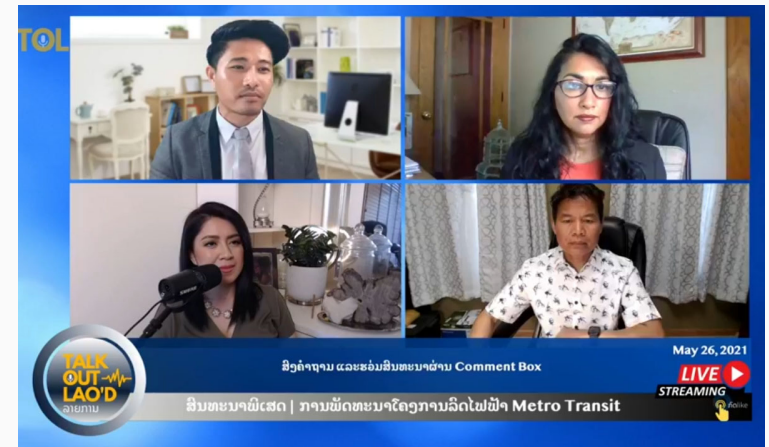 TOL
May 26, 2021
LIVE
STREAMING
TALK
OUT
LAO'D
ລາຍການ
ສົ່ງຄຳຖາມ ແລະຮ່ວມສົນທະນາຜ່ານ Comment Box
ສົນທະນາພິເສດ | ການພັດທະນາໂຄງການລົດໄຟຟ້າ Metro Transit